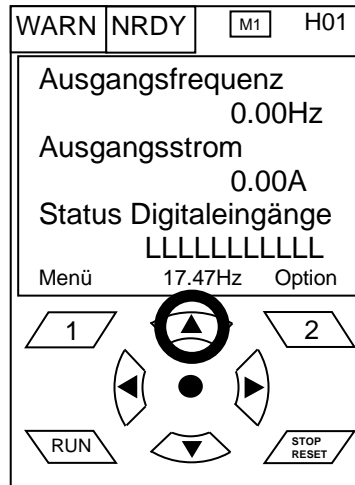 WARN NRDY M1 H01
Ausgangsfrequenz
0.00Hz
Ausgangsstrom
0.00A
Status Digitaleingänge
LLLLLLLLLLL
Menü 17.47Hz Option
1 2
RUN STOP
RESET